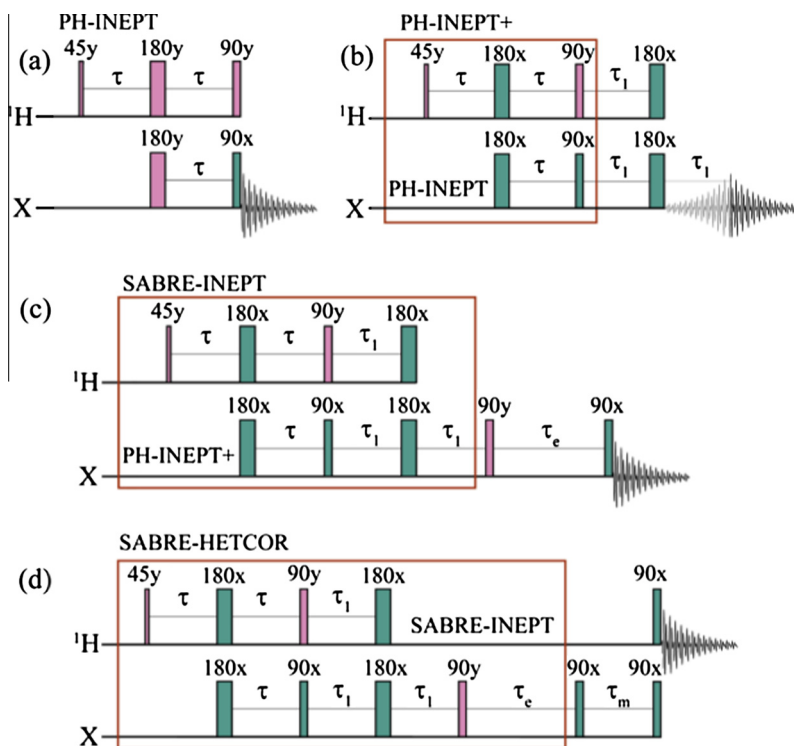 PH-INEPT
(a)
45y 180y 90y
τ τ
¹H
180y 90x
τ
X
PH-INEPT+
(b)
45y 180x 90y 180x
τ τ τ₁
¹H
180x 90x 180x
τ τ₁ τ₁
PH-INEPT
X
SABRE-INEPT
(c)
45y 180x 90y 180x
τ τ τ₁
¹H
180x 90x 180x 90y 90x
τ τ₁ τ₁ τₑ
PH-INEPT+
X
SABRE-HETCOR
(d)
45y 180x 90y 180x 90x
τ τ τ₁
SABRE-INEPT
¹H
180x 90x 180x 90y 90x 90x
τ τ₁ τ₁ τₑ τₘ
X